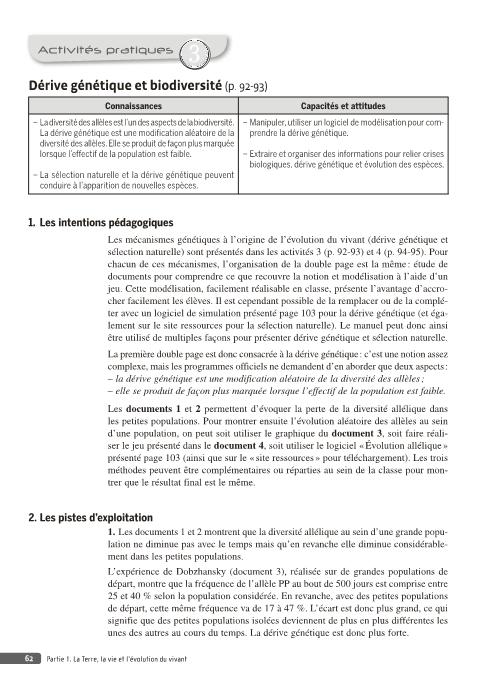 Activités pratiques 3
Dérive génétique et biodiversité (p. 92-93)
Connaissances
Capacités et attitudes
– La diversité des allèles est l'un des aspects de la biodiversité.
La dérive génétique est une modification aléatoire de la
diversité des allèles. Elle se produit de façon plus marquée
lorsque l'effectif de la population est faible.
– La sélection naturelle et la dérive génétique peuvent
conduire à l'apparition de nouvelles espèces.
– Manipuler, utiliser un logiciel de modélisation pour com-
prendre la dérive génétique.
– Extraire et organiser des informations pour relier crises
biologiques, dérive génétique et évolution des espèces.
1. Les intentions pédagogiques
Les mécanismes génétiques à l'origine de l'évolution du vivant (dérive génétique et
sélection naturelle) sont présentés dans les activités 3 (p. 92-93) et 4 (p. 94-95). Pour
chacun de ces mécanismes, l'organisation de la double page est la même : étude de
documents pour comprendre ce que recouvre la notion et modélisation à l'aide d'un
jeu. Cette modélisation, facilement réalisable en classe, présente l'avantage d'accro-
cher facilement les élèves. Il est cependant possible de la remplacer ou de la complé-
ter avec un logiciel de simulation présenté page 103 pour la dérive génétique (et éga-
lement sur le site ressources pour la sélection naturelle). Le manuel peut donc ainsi
être utilisé de multiples façons pour présenter dérive génétique et sélection naturelle.
La première double page est donc consacrée à la dérive génétique : c'est une notion assez
complexe, mais les programmes officiels ne demandent d'en aborder que deux aspects :
– la dérive génétique est une modification aléatoire de la diversité des allèles ;
– elle se produit de façon plus marquée lorsque l'effectif de la population est faible.
Les documents 1 et 2 permettent d'évoquer la perte de la diversité allélique dans
les petites populations. Pour montrer ensuite l'évolution aléatoire des allèles au sein
d'une population, on peut soit utiliser le graphique du document 3, soit faire réali-
ser le jeu présenté dans le document 4, soit utiliser le logiciel « Évolution allélique »
présenté page 103 (ainsi que sur le « site ressources » pour téléchargement). Les trois
méthodes peuvent être complémentaires ou réparties au sein de la classe pour mon-
trer que le résultat final est le même.
2. Les pistes d'exploitation
1. Les documents 1 et 2 montrent que la diversité allélique au sein d'une grande popu-
lation ne diminue pas avec le temps mais qu'en revanche elle diminue considérable-
ment dans les petites populations.
L'expérience de Dobzhansky (document 3), réalisée sur de grandes populations de
départ, montre que la fréquence de l'allèle PP au bout de 500 jours est comprise entre
25 et 40 % selon la population considérée. En revanche, avec des petites populations
de départ, cette même fréquence va de 17 à 47 %. L'écart est donc plus grand, ce qui
signifie que des petites populations isolées deviennent de plus en plus différentes les
unes des autres au cours du temps. La dérive génétique est donc plus forte.
62 Partie 1. La Terre, la vie et l'évolution du vivant